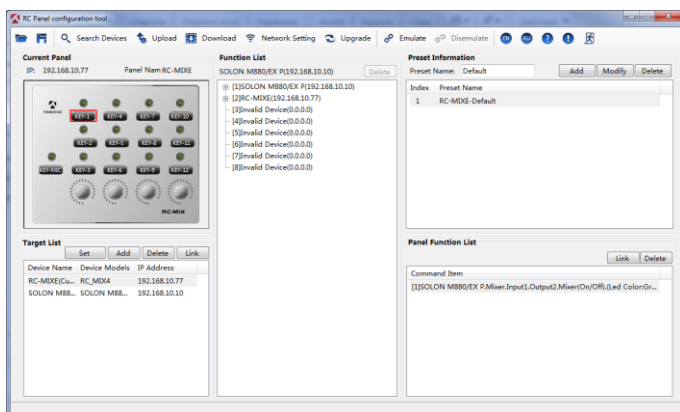 RC Panel configuration tool
Search Devices Upload Download Network Setting Upgrade Emulate Disemulate EN RU ? !
Current Panel
IP: 192.168.10.77 Panel Nam RC-MIXE
KEY-1 KEY-4 KEY-7 KEY-10
KEY-2 KEY-5 KEY-8 KEY-11
KEY-MIC KEY-3 KEY-6 KEY-9 KEY-12
RC-MIX
Target List
Set Add Delete Link
Device Name Device Models IP Address
RC-MIXE(Cu... RC_MIX4 192.168.10.77
SOLON M88... SOLON M88... 192.168.10.10
Function List
SOLON M880/EX P(192.168.10.10) Delete
[1]SOLON M880/EX P(192.168.10.10)
[2]RC-MIXE(192.168.10.77)
[3]Invalid Device(0.0.0.0)
[4]Invalid Device(0.0.0.0)
[5]Invalid Device(0.0.0.0)
[6]Invalid Device(0.0.0.0)
[7]Invalid Device(0.0.0.0)
[8]Invalid Device(0.0.0.0)
Preset Information
Preset Name: Default Add Modify Delete
Index Preset Name
1 RC-MIXE-Default
Panel Function List
Link Delete
Command Item
[1]SOLON M880/EX P.Mixer.Input1.Output2.Mixer(On/Off).(Led Color:Gr...